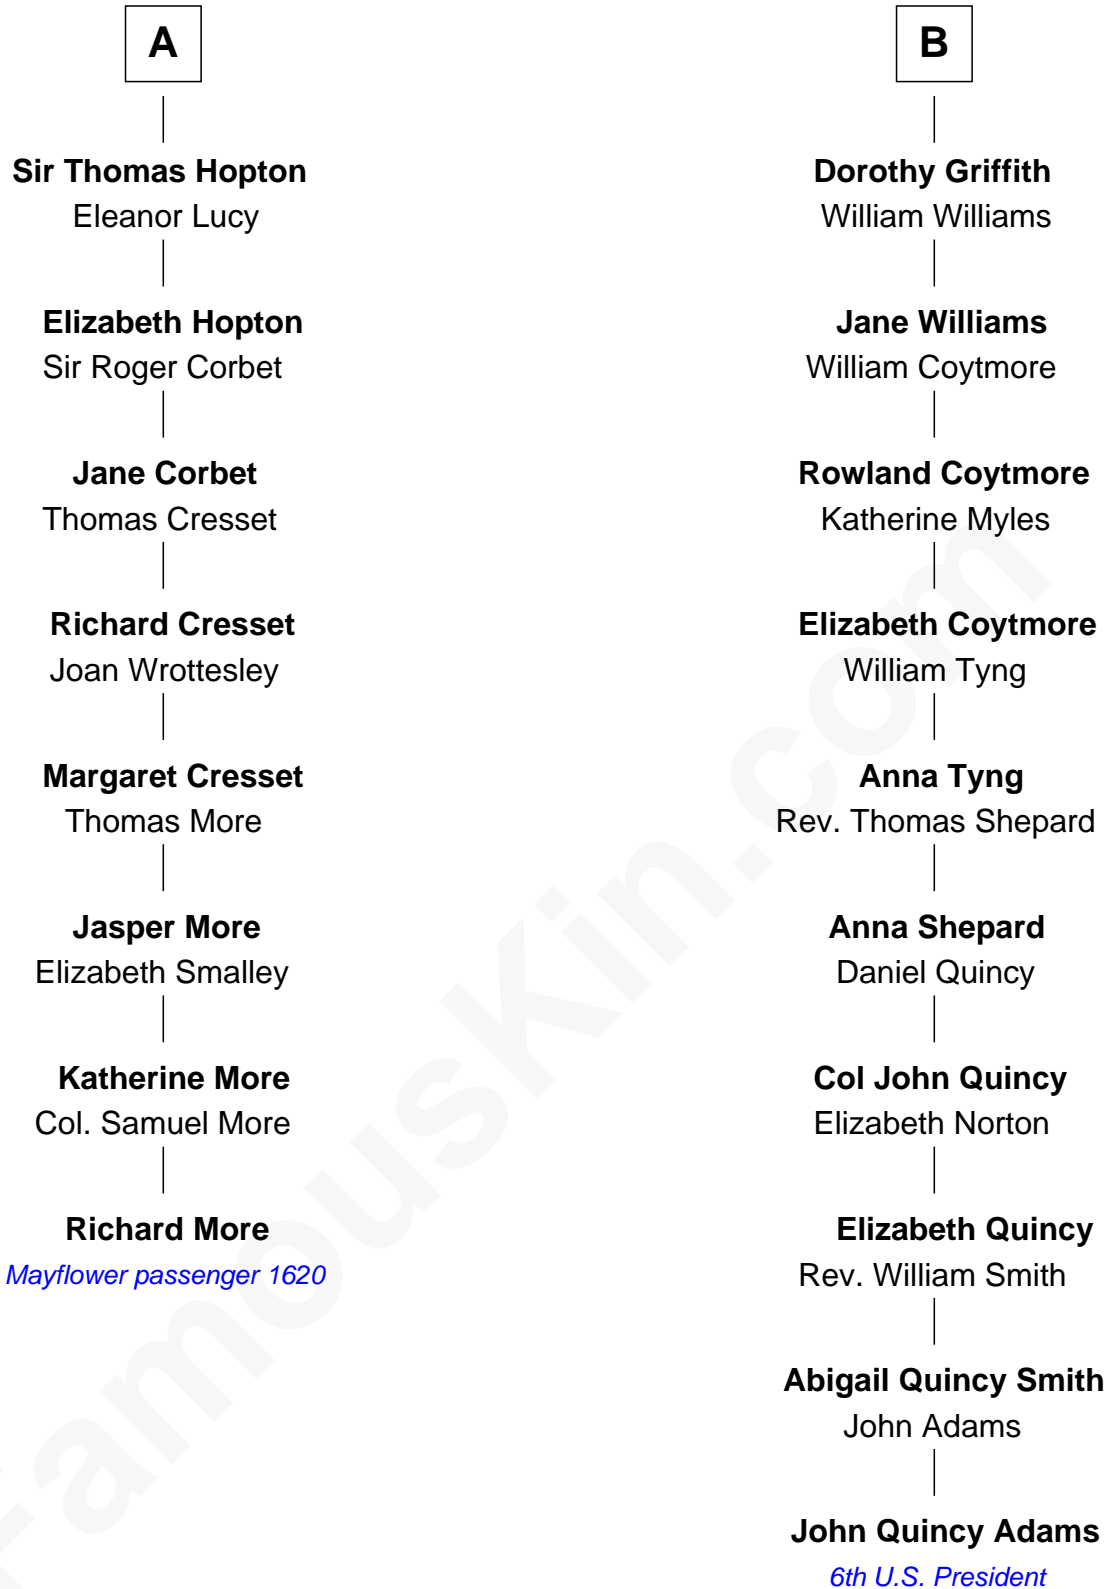 A
Sir Thomas Hopton
Eleanor Lucy
Elizabeth Hopton
Sir Roger Corbet
Jane Corbet
Thomas Cresset
Richard Cresset
Joan Wrottesley
Margaret Cresset
Thomas More
Jasper More
Elizabeth Smalley
Katherine More
Col. Samuel More
Richard More
Mayflower passenger 1620
B
Dorothy Griffith
William Williams
Jane Williams
William Coytmore
Rowland Coytmore
Katherine Myles
Elizabeth Coytmore
William Tyng
Anna Tyng
Rev. Thomas Shepard
Anna Shepard
Daniel Quincy
Col John Quincy
Elizabeth Norton
Elizabeth Quincy
Rev. William Smith
Abigail Quincy Smith
John Adams
John Quincy Adams
6th U.S. President
FamousKin.com